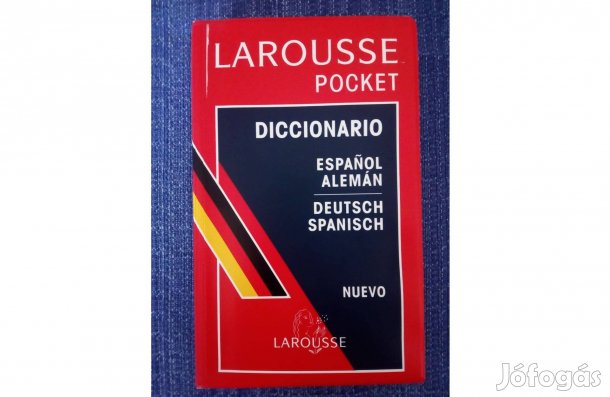 LAROUSSE
POCKET
DICCIONARIO
ESPAÑOL
ALEMÁN
DEUTSCH
SPANISCH
NUEVO
LAROUSSE
Jófogás